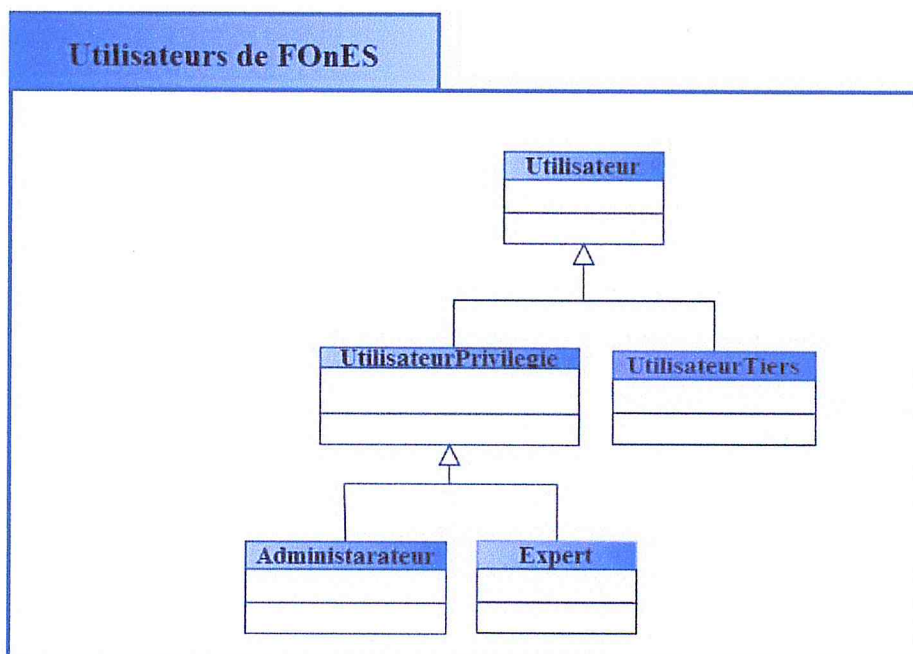 Utilisateurs de FOnES
Utilisateur
UtilisateurPrivilegie
UtilisateurTiers
Administarateur
Expert